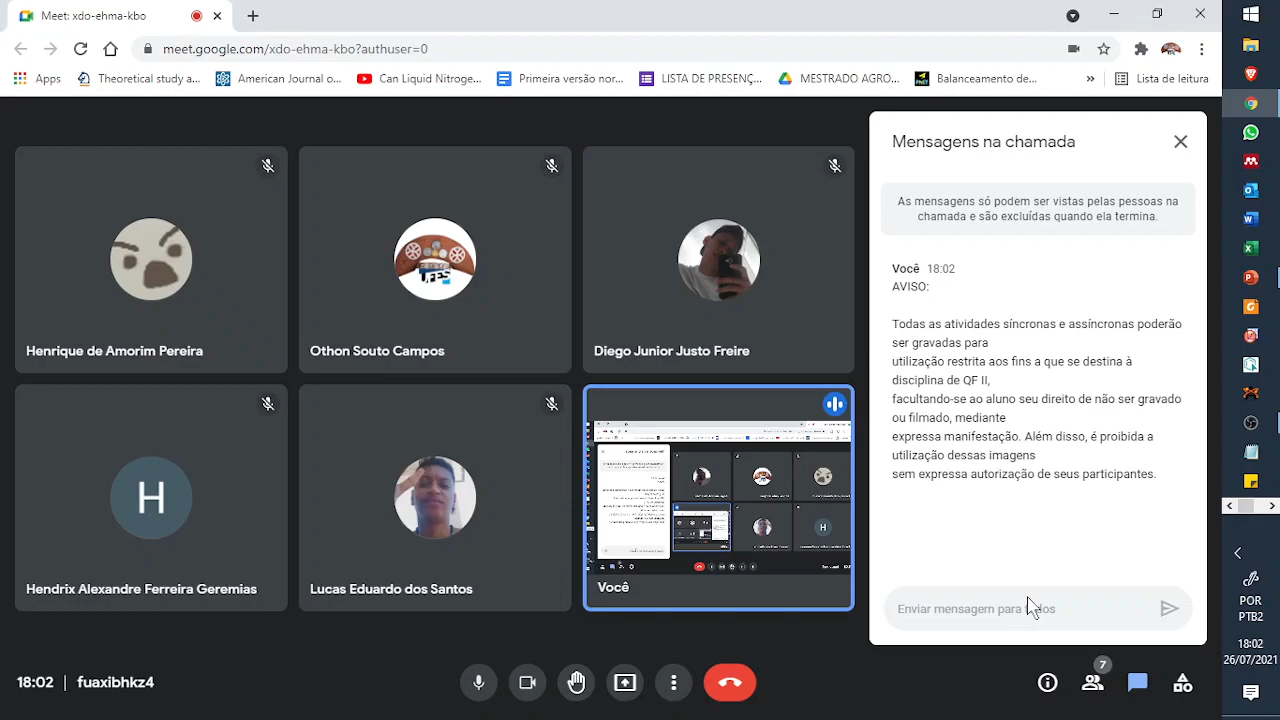 Meet: xdo-ehma-kbo
meet.google.com/xdo-ehma-kbo?authuser=0
Apps
Theoretical study a...
American Journal o...
Can Liquid Nitroge...
Primeira versão nor...
LISTA DE PRESENÇ...
MESTRADO AGRO...
Balanceamento de...
»
Lista de leitura
Henrique de Amorim Pereira
Othon Souto Campos
Diego Junior Justo Freire
H
Hendrix Alexandre Ferreira Geremias
Lucas Eduardo dos Santos
Você
Mensagens na chamada
As mensagens só podem ser vistas pelas pessoas na
chamada e são excluídas quando ela termina.
Você 18:02
AVISO:
Todas as atividades síncronas e assíncronas poderão
ser gravadas para
utilização restrita aos fins a que se destina à
disciplina de QF II,
facultando-se ao aluno seu direito de não ser gravado
ou filmado, mediante
expressa manifestação. Além disso, é proibida a
utilização dessas imagens
sem expressa autorização de seus participantes.
Enviar mensagem para
18:02 | fuaxibhkz4
7
POR
PTB2
18:02
26/07/2021